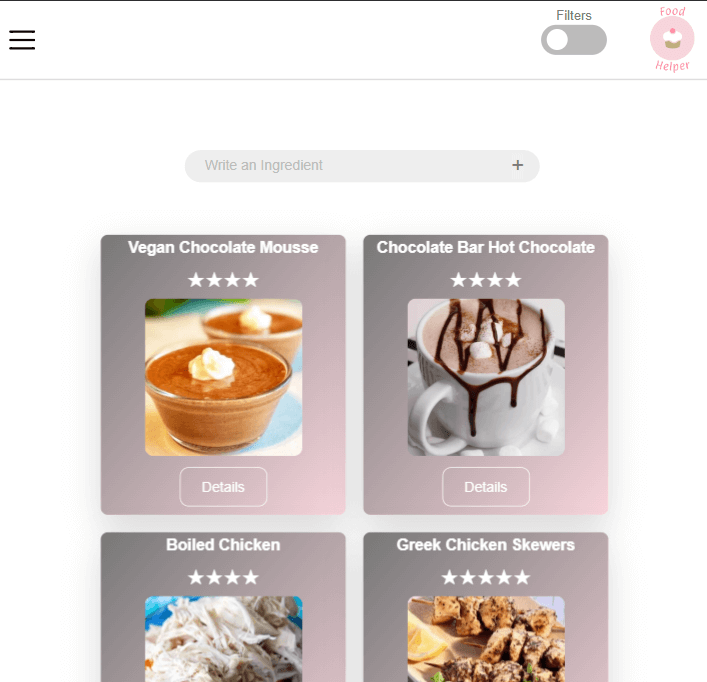 Filters
Food
Helper
Write an Ingredient +
Vegan Chocolate Mousse
Chocolate Bar Hot Chocolate
★★★★
★★★★
Details
Details
Boiled Chicken
Greek Chicken Skewers
★★★★
★★★★★